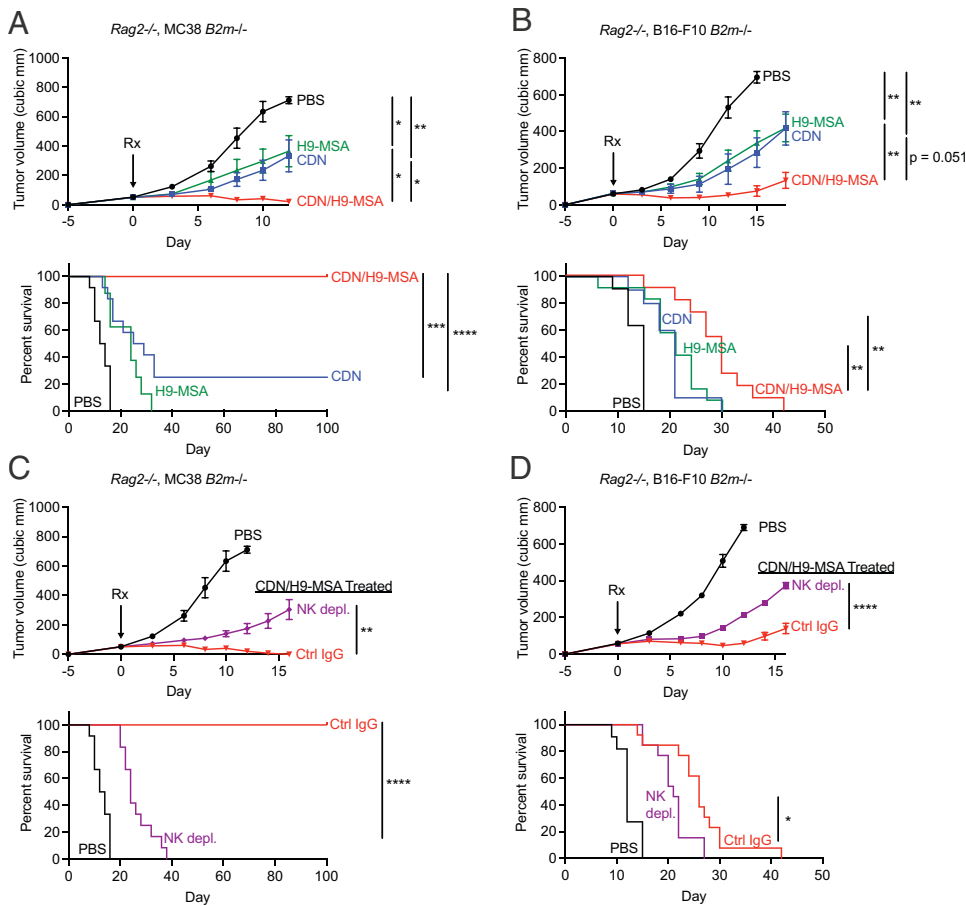 A
Rag2-/-, MC38 B2m-/-
Tumor volume (cubic mm)
1000
800
600
400
200
0
-5
0
5
10
Day
Rx
PBS
H9-MSA
CDN
CDN/H9-MSA
*
**
*
*
Percent survival
100
80
60
40
20
0
0
20
40
60
80
100
Day
CDN/H9-MSA
CDN
H9-MSA
PBS
***
****
B
Rag2-/-, B16-F10 B2m-/-
Tumor volume (cubic mm)
800
600
400
200
0
-5
0
5
10
15
Day
Rx
PBS
H9-MSA
CDN
CDN/H9-MSA
**
**
**
p = 0.051
Percent survival
100
80
60
40
20
0
0
10
20
30
40
50
Day
CDN
H9-MSA
CDN/H9-MSA
PBS
**
**
C
Rag2-/-, MC38 B2m-/-
Tumor volume (cubic mm)
1000
800
600
400
200
0
-5
0
5
10
15
Day
Rx
PBS
CDN/H9-MSA Treated
NK depl.
Ctrl IgG
**
Percent survival
100
80
60
40
20
0
0
20
40
60
80
100
Day
Ctrl IgG
NK depl.
PBS
****
D
Rag2-/-, B16-F10 B2m-/-
Tumor volume (cubic mm)
800
600
400
200
0
-5
0
5
10
15
Day
Rx
PBS
CDN/H9-MSA Treated
NK depl.
Ctrl IgG
****
Percent survival
100
80
60
40
20
0
0
10
20
30
40
50
Day
NK
depl.
Ctrl IgG
PBS
*